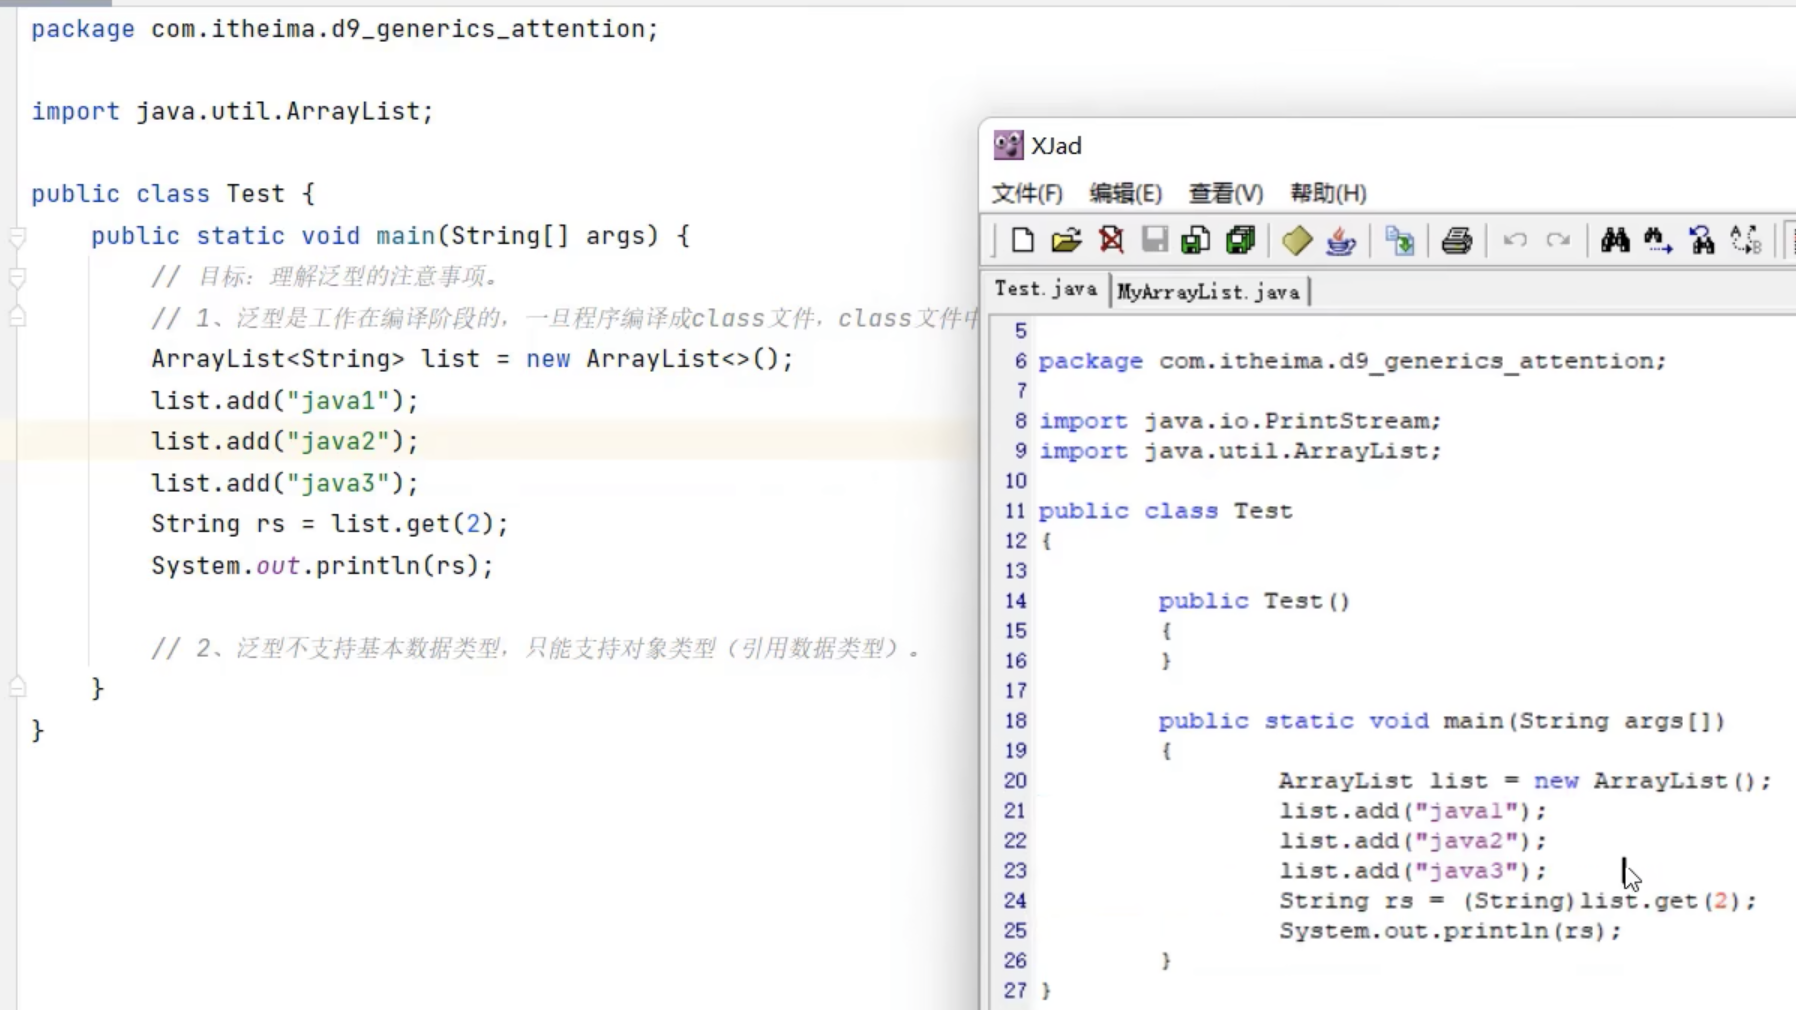 package com.itheima.d9_generics_attention;
import java.util.ArrayList;
public class Test {
public static void main(String[] args) {
// 目标：理解泛型的注意事项。
// 1、泛型是工作在编译阶段的，一旦程序编译成class文件，class文件中
ArrayList<String> list = new ArrayList<>();
list.add("java1");
list.add("java2");
list.add("java3");
String rs = list.get(2);
System.out.println(rs);
// 2、泛型不支持基本数据类型，只能支持对象类型（引用数据类型）。
}
}
XJad
文件(F) 编辑(E) 查看(V) 帮助(H)
Test.java MyArrayList.java
5
6 package com.itheima.d9_generics_attention;
7
8 import java.io.PrintStream;
9 import java.util.ArrayList;
10
11 public class Test
12 {
13
14 public Test()
15 {
16 }
17
18 public static void main(String args[])
19 {
20 ArrayList list = new ArrayList();
21 list.add("java1");
22 list.add("java2");
23 list.add("java3");
24 String rs = (String)list.get(2);
25 System.out.println(rs);
26 }
27 }